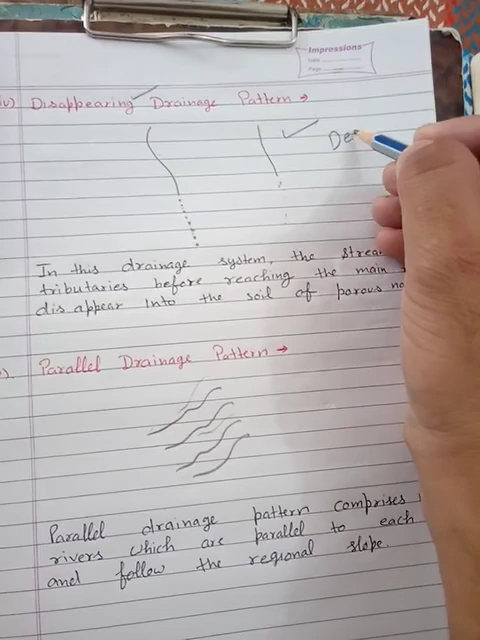 Impressions
iv) Disappearing Drainage Pattern →
De
In this drainage system, the
tributaries before reaching the main
disappear into the soil of porous
Parallel Drainage Pattern →
Parallel drainage pattern comprises
rivers which are parallel to each
and follow the regional slope.